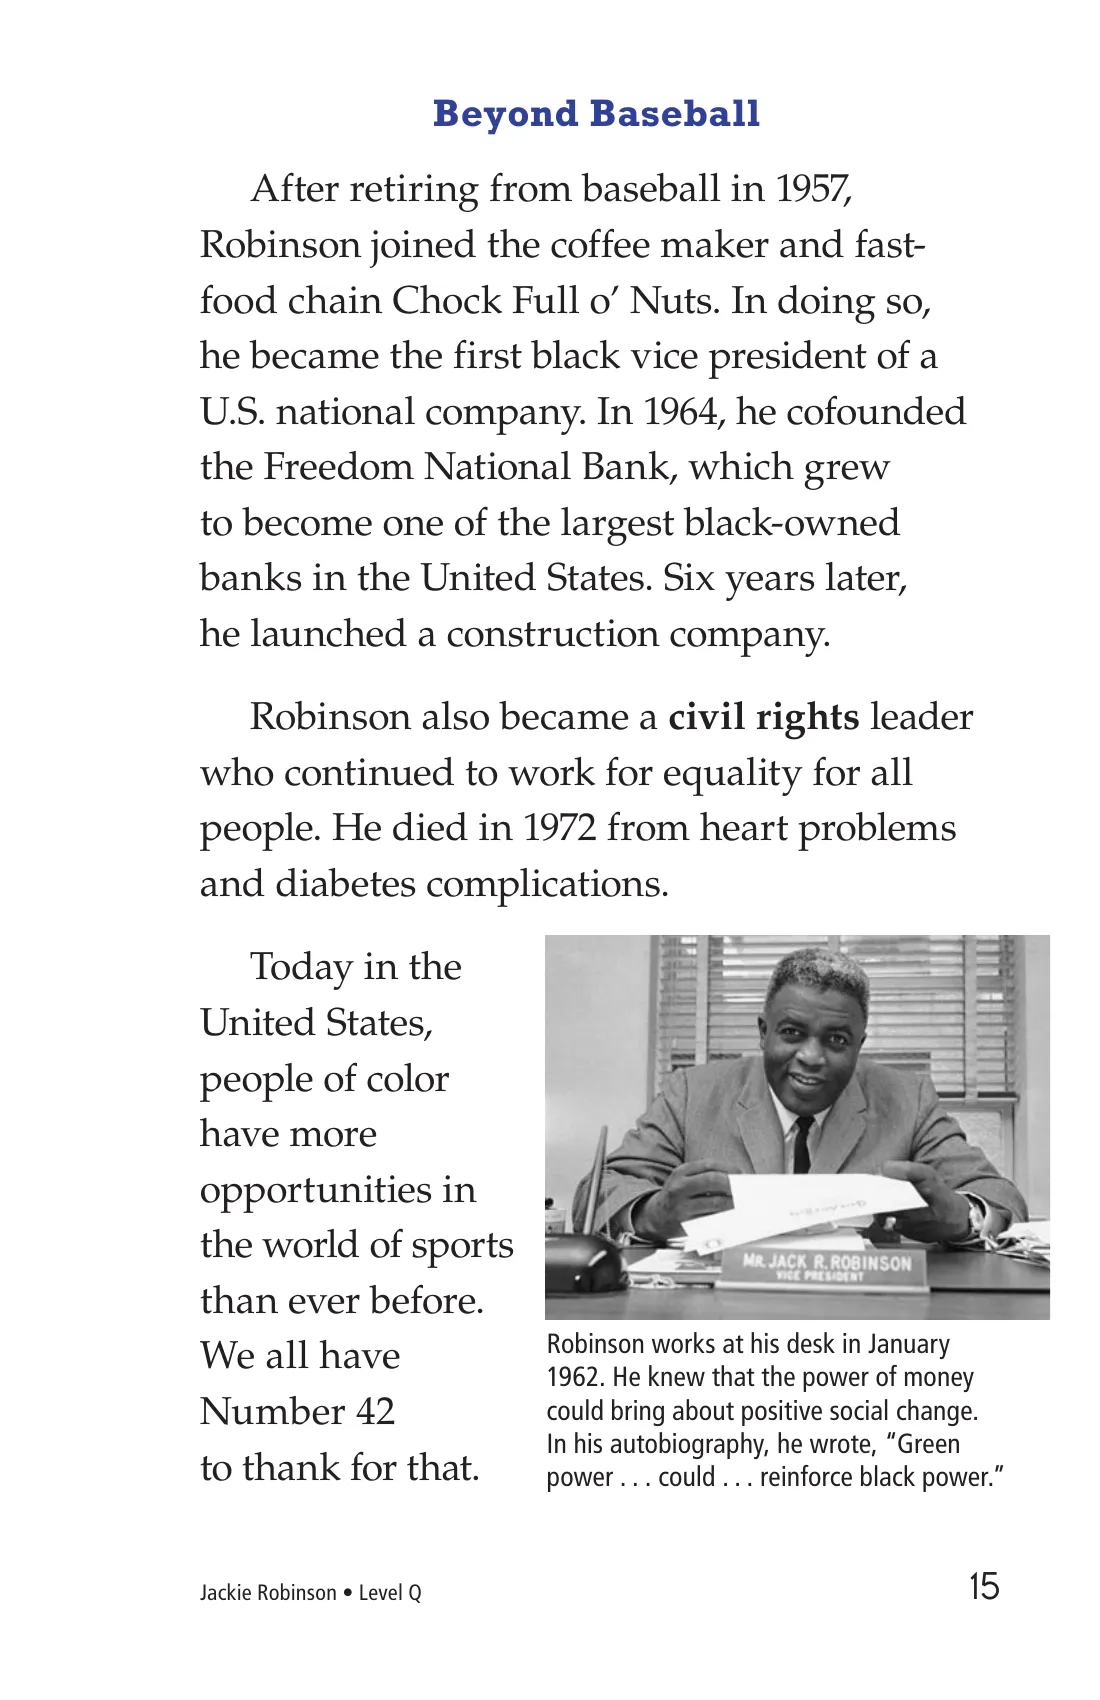 Beyond Baseball
After retiring from baseball in 1957,
Robinson joined the coffee maker and fast-
food chain Chock Full o’ Nuts. In doing so,
he became the first black vice president of a
U.S. national company. In 1964, he cofounded
the Freedom National Bank, which grew
to become one of the largest black-owned
banks in the United States. Six years later,
he launched a construction company.
Robinson also became a civil rights leader
who continued to work for equality for all
people. He died in 1972 from heart problems
and diabetes complications.
Today in the
United States,
people of color
have more
opportunities in
the world of sports
than ever before.
We all have
Number 42
to thank for that.
MR. JACK R. ROBINSON
VICE PRESIDENT
Robinson works at his desk in January
1962. He knew that the power of money
could bring about positive social change.
In his autobiography, he wrote, “Green
power . . . could . . . reinforce black power.”
Jackie Robinson • Level Q
15